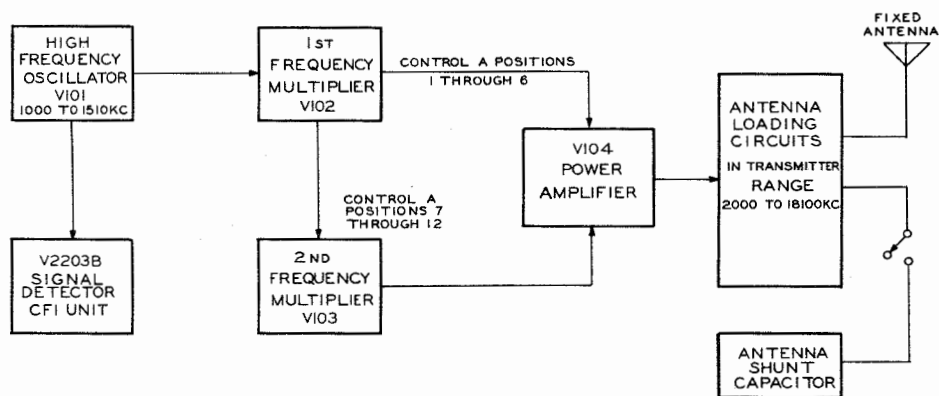 HIGH
FREQUENCY
OSCILLATOR
V101
1000 TO 1510KC
1ST
FREQUENCY
MULTIPLIER
V102
CONTROL A POSITIONS
1 THROUGH 6
FIXED
ANTENNA
V104
POWER
AMPLIFIER
ANTENNA
LOADING
CIRCUITS
IN TRANSMITTER
RANGE
2000 TO 18100KC
CONTROL A
POSITIONS 7
THROUGH 12
V2203B
SIGNAL
DETECTOR
CFI UNIT
2ND
FREQUENCY
MULTIPLIER
V103
ANTENNA
SHUNT
CAPACITOR